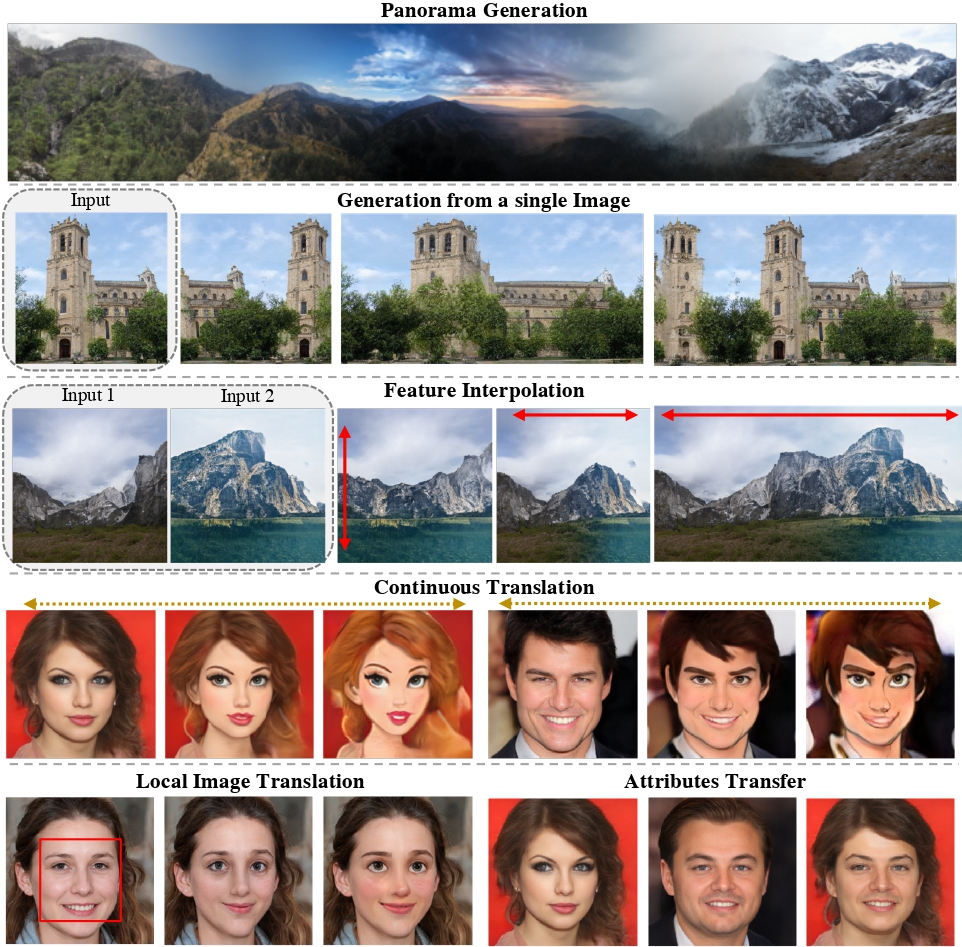 Panorama Generation
Input
Generation from a single Image
Input 1
Input 2
Feature Interpolation
Continuous Translation
Local Image Translation
Attributes Transfer